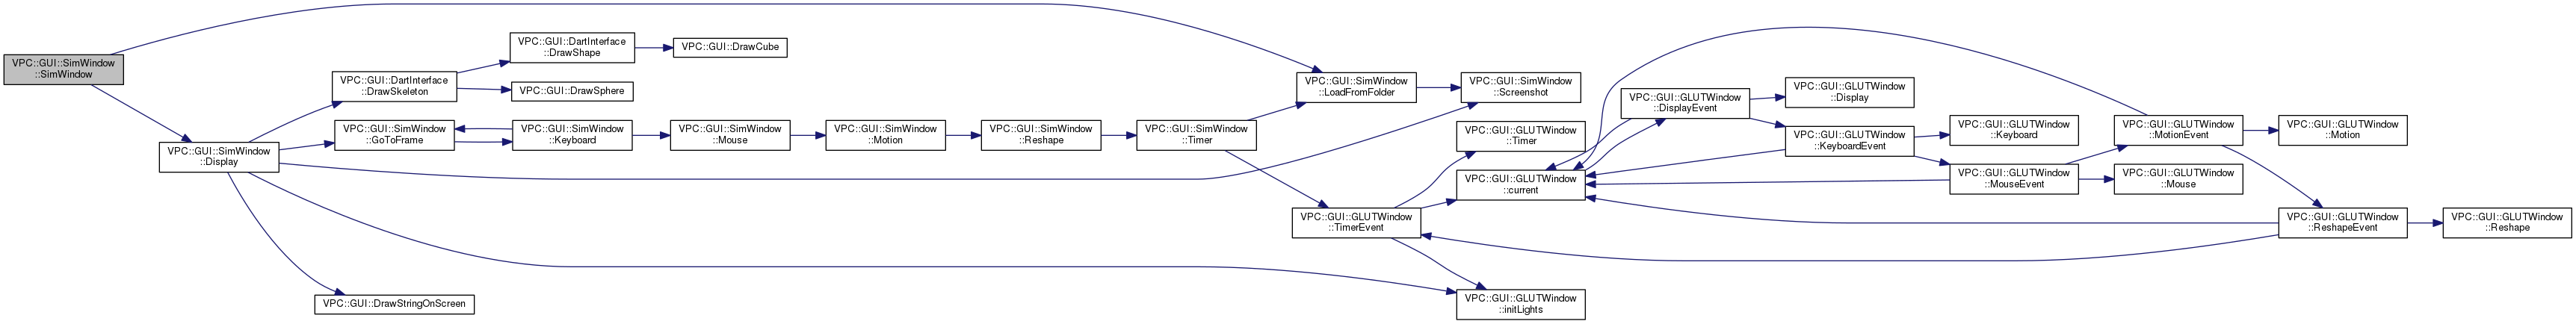 VPC::GUI::SimWindow
::SimWindow
VPC::GUI::SimWindow
::Display
VPC::GUI::DartInterface
::DrawSkeleton
VPC::GUI::SimWindow
::GoToFrame
VPC::GUI::DrawStringOnScreen
VPC::GUI::DartInterface
::DrawShape
VPC::GUI::DrawSphere
VPC::GUI::SimWindow
::Keyboard
VPC::GUI::DrawCube
VPC::GUI::SimWindow
::Mouse
VPC::GUI::SimWindow
::Motion
VPC::GUI::SimWindow
::Reshape
VPC::GUI::SimWindow
::Timer
VPC::GUI::SimWindow
::LoadFromFolder
VPC::GUI::GLUTWindow
::TimerEvent
VPC::GUI::SimWindow
::Screenshot
VPC::GUI::GLUTWindow
::Timer
VPC::GUI::GLUTWindow
::current
VPC::GUI::GLUTWindow
::initLights
VPC::GUI::GLUTWindow
::DisplayEvent
VPC::GUI::GLUTWindow
::Display
VPC::GUI::GLUTWindow
::KeyboardEvent
VPC::GUI::GLUTWindow
::Keyboard
VPC::GUI::GLUTWindow
::MouseEvent
VPC::GUI::GLUTWindow
::MotionEvent
VPC::GUI::GLUTWindow
::Mouse
VPC::GUI::GLUTWindow
::Motion
VPC::GUI::GLUTWindow
::ReshapeEvent
VPC::GUI::GLUTWindow
::Reshape